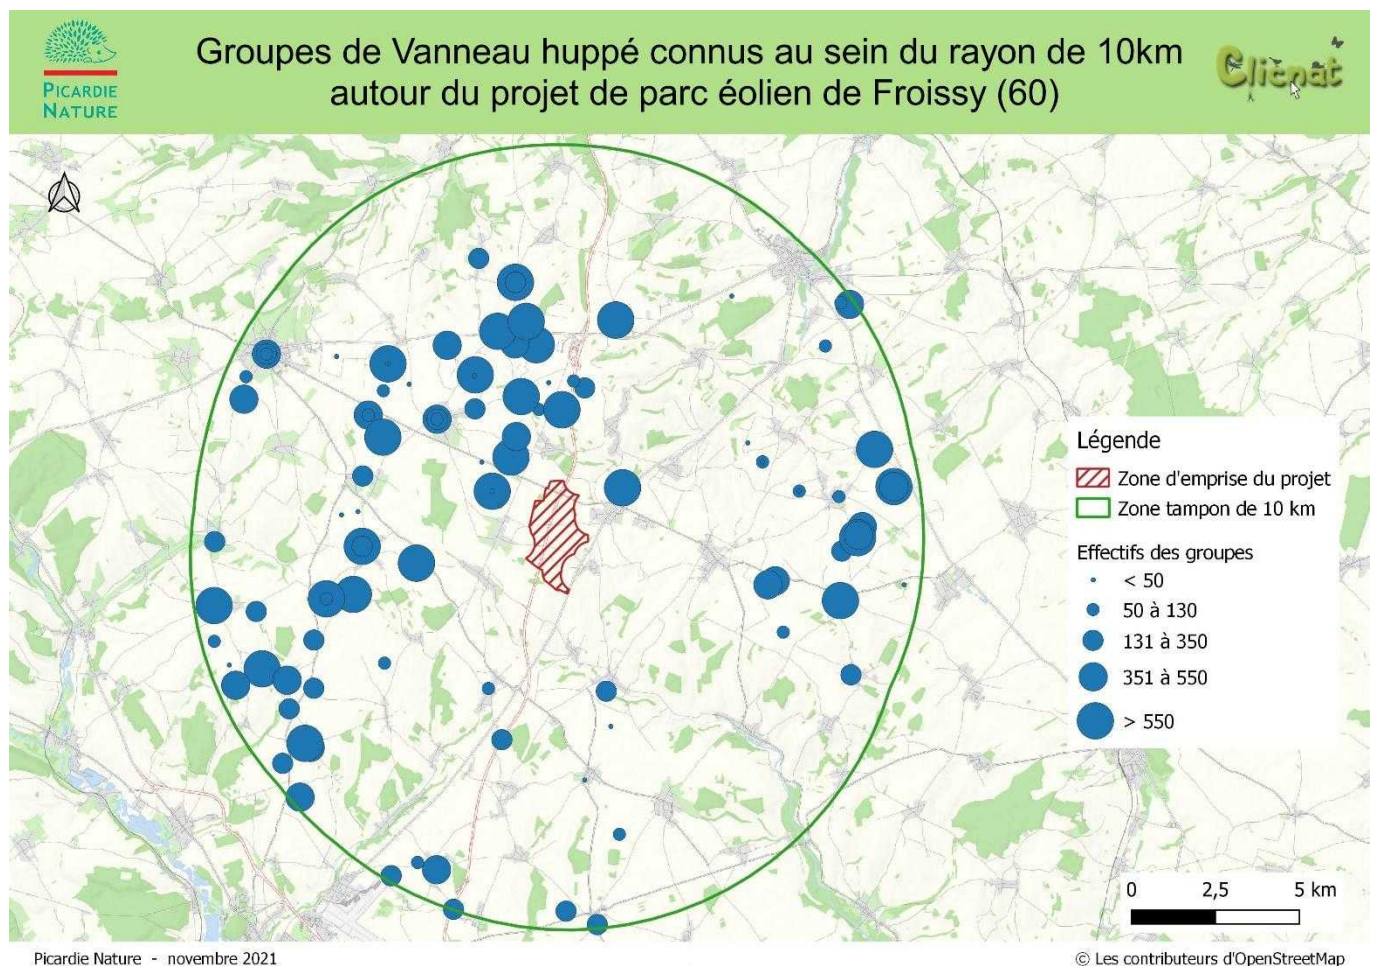 PICARDIE
NATURE
Groupes de Vanneau huppé connus au sein du rayon de 10km
autour du projet de parc éolien de Froissy (60)
Clicnat
Légende
Zone d'emprise du projet
Zone tampon de 10 km
Effectifs des groupes
< 50
50 à 130
131 à 350
351 à 550
> 550
0 2,5 5 km
Picardie Nature - novembre 2021
© Les contributeurs d'OpenStreetMap